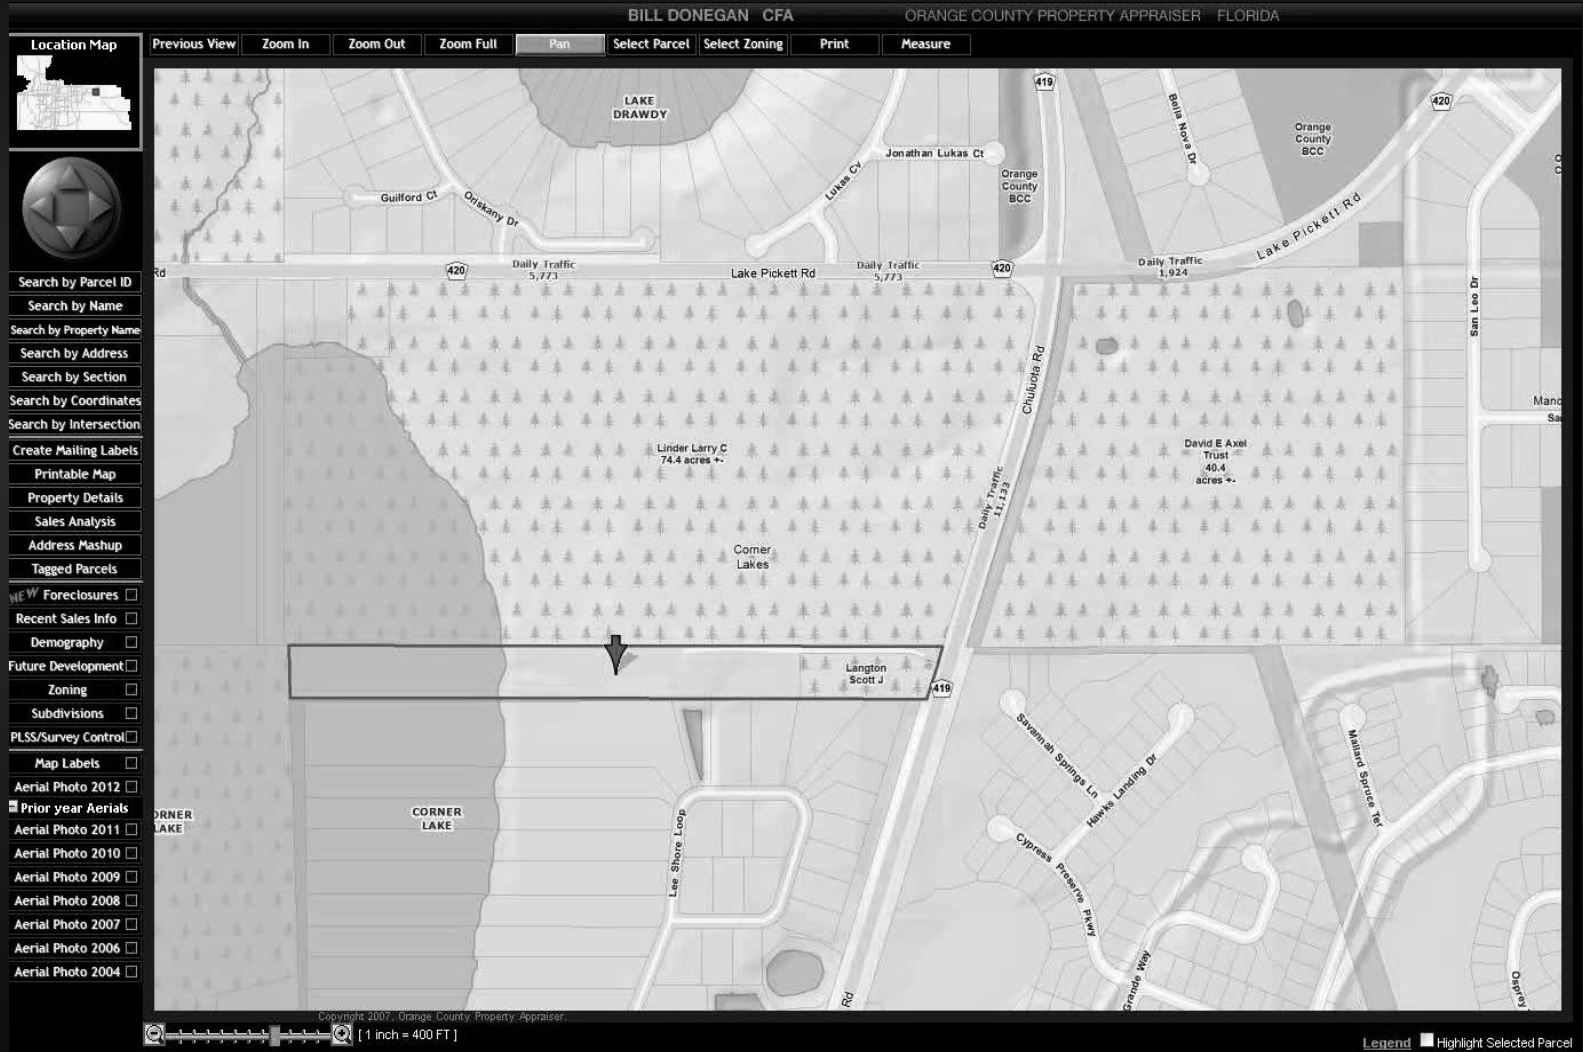 BILL DONEGAN CFA ORANGE COUNTY PROPERTY APPRAISER FLORIDA
Location Map
Previous View Zoom In Zoom Out Zoom Full Pan Select Parcel Select Zoning Print Measure
Search by Parcel ID
Search by Name
Search by Property Name
Search by Address
Search by Section
Search by Coordinates
Search by Intersection
Create Mailing Labels
Printable Map
Property Details
Sales Analysis
Address Mashup
Tagged Parcels
NEW Foreclosures
Recent Sales Info
Demography
Future Development
Zoning
Subdivisions
PLSS/Survey Control
Map Labels
Aerial Photo 2012
Prior year Aerials
Aerial Photo 2011
Aerial Photo 2010
Aerial Photo 2009
Aerial Photo 2008
Aerial Photo 2007
Aerial Photo 2006
Aerial Photo 2004
LAKE
DRAWDY
419
Bella Nova Dr
420
Orange
County
BCC
Jonathan Lukas Ct
Lukas Cv
Orange
County
BCC
Guilford Ct
Oriskany Dr
Lake Pickett Rd
Rd
420
Daily Traffic
5,773
Lake Pickett Rd
Daily Traffic
5,773
420
Daily Traffic
1,924
San Leo Dr
Chuluota Rd
Linder Larry C
74.4 acres +-
David E Axel
Trust
40.4
acres +-
Daily Traffic
11,133
Corner
Lakes
Langton
Scott J
419
Savannah Springs Ln
Hawks Landing Dr
Mallard Spruce Ter
ORNER
LAKE
CORNER
LAKE
Lee Shore Loop
Cypress Preserve Pkwy
Grande Way
Osprey
Rd
Copyright 2007. Orange County Property Appraiser.
[ 1 inch = 400 FT ]
Legend Highlight Selected Parcel